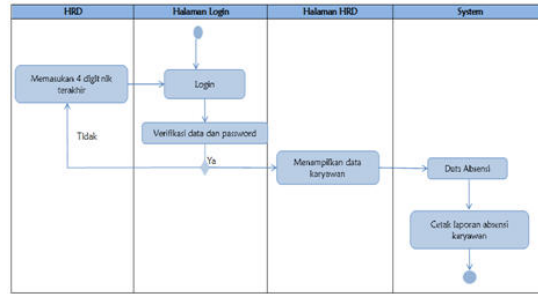 HRD
Halaman Login
Halaman HRD
System
Memasukan 4 digit nik
terakhir
Login
Verifikasi data dan password
Tidak
Ya
Menampilkan data
karyawan
Data Absensi
Cetak laporan absensi
karyawan